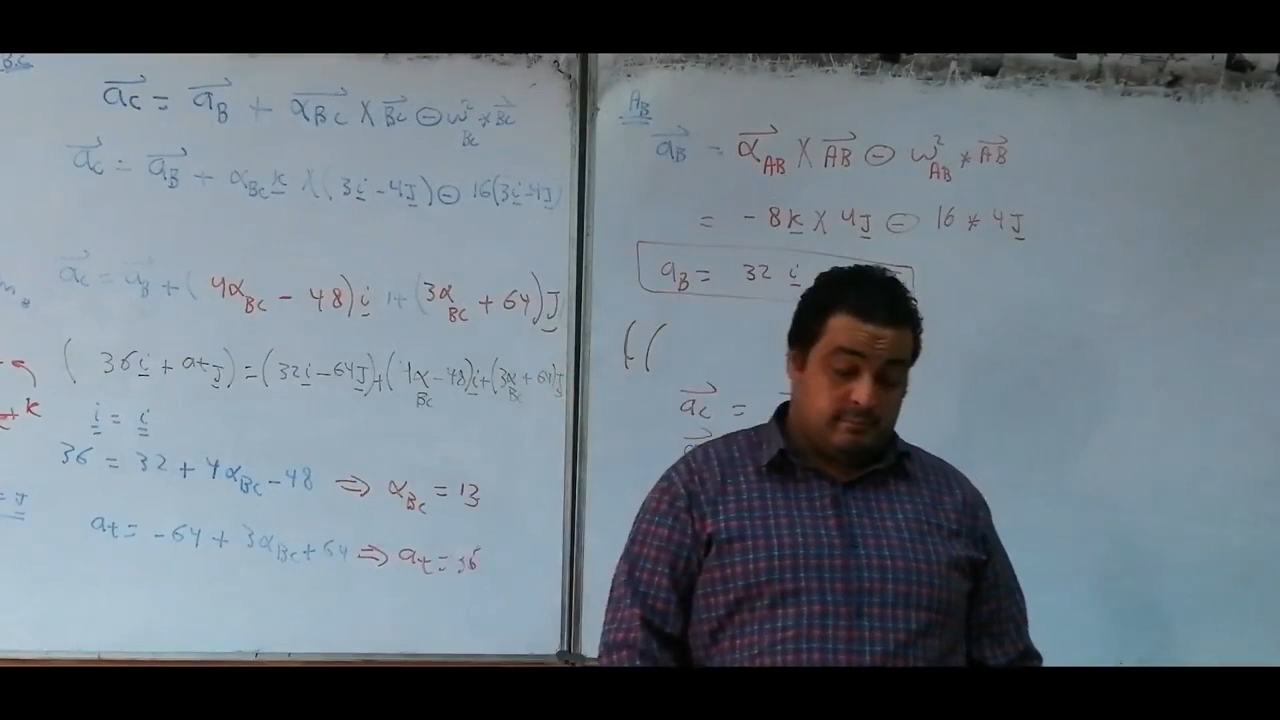 BC
→aC = →aB + →αBC X →BC ⊖ ω²BC * →BC
→aC = →aB + αBC k X (3i - 4J) ⊖ 16(3i - 4J)
→aC = →aB + (4αBC - 48)i + (3αBC + 64)J
(36i + at J) = (32i - 64J) + (4αBC - 48)i + (3αBC + 64)J
k
i = i
36 = 32 + 4αBC - 48 ⇒ αBC = 13
= J
at = -64 + 3αBC + 64 ⇒ at = 36
AB
→aB = →αAB X →AB ⊖ ω²AB * →AB
= -8k X 4J ⊖ 16 * 4J
aB = 32 i
→aC =